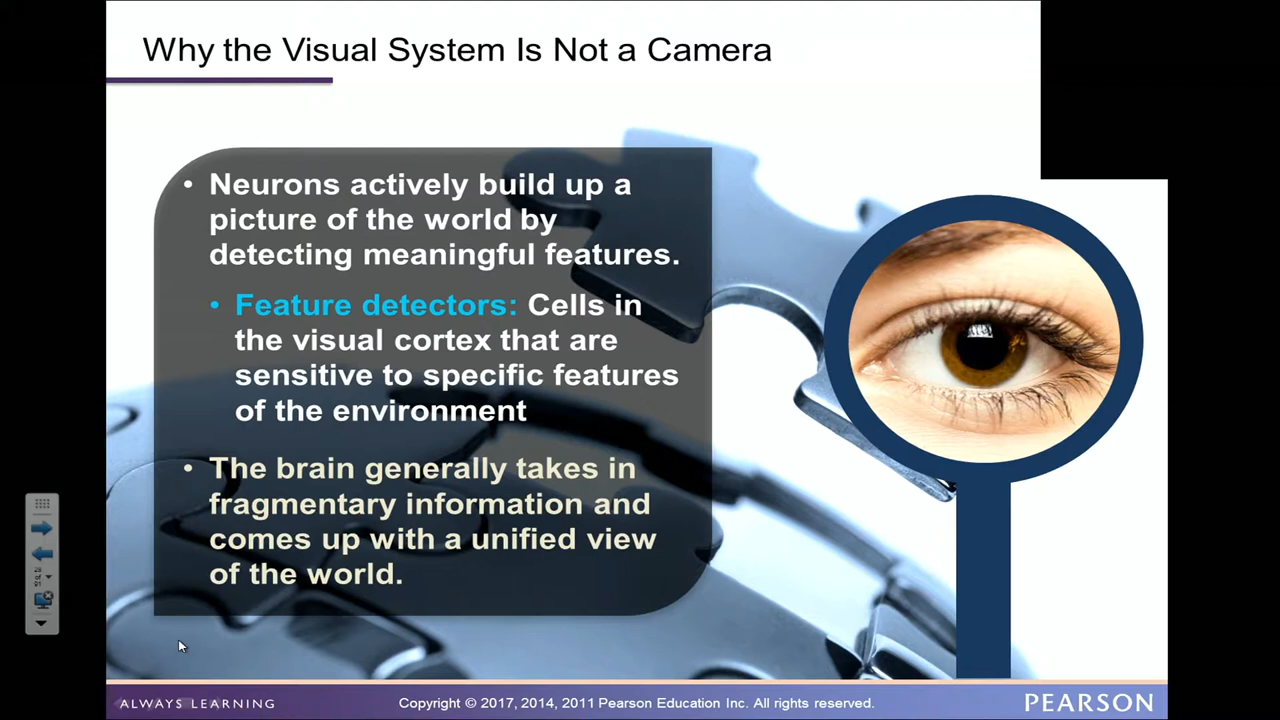 Why the Visual System Is Not a Camera
• Neurons actively build up a
picture of the world by
detecting meaningful features.
• Feature detectors: Cells in
the visual cortex that are
sensitive to specific features
of the environment
• The brain generally takes in
fragmentary information and
comes up with a unified view
of the world.
ALWAYS LEARNING
Copyright © 2017, 2014, 2011 Pearson Education Inc. All rights reserved.
PEARSON